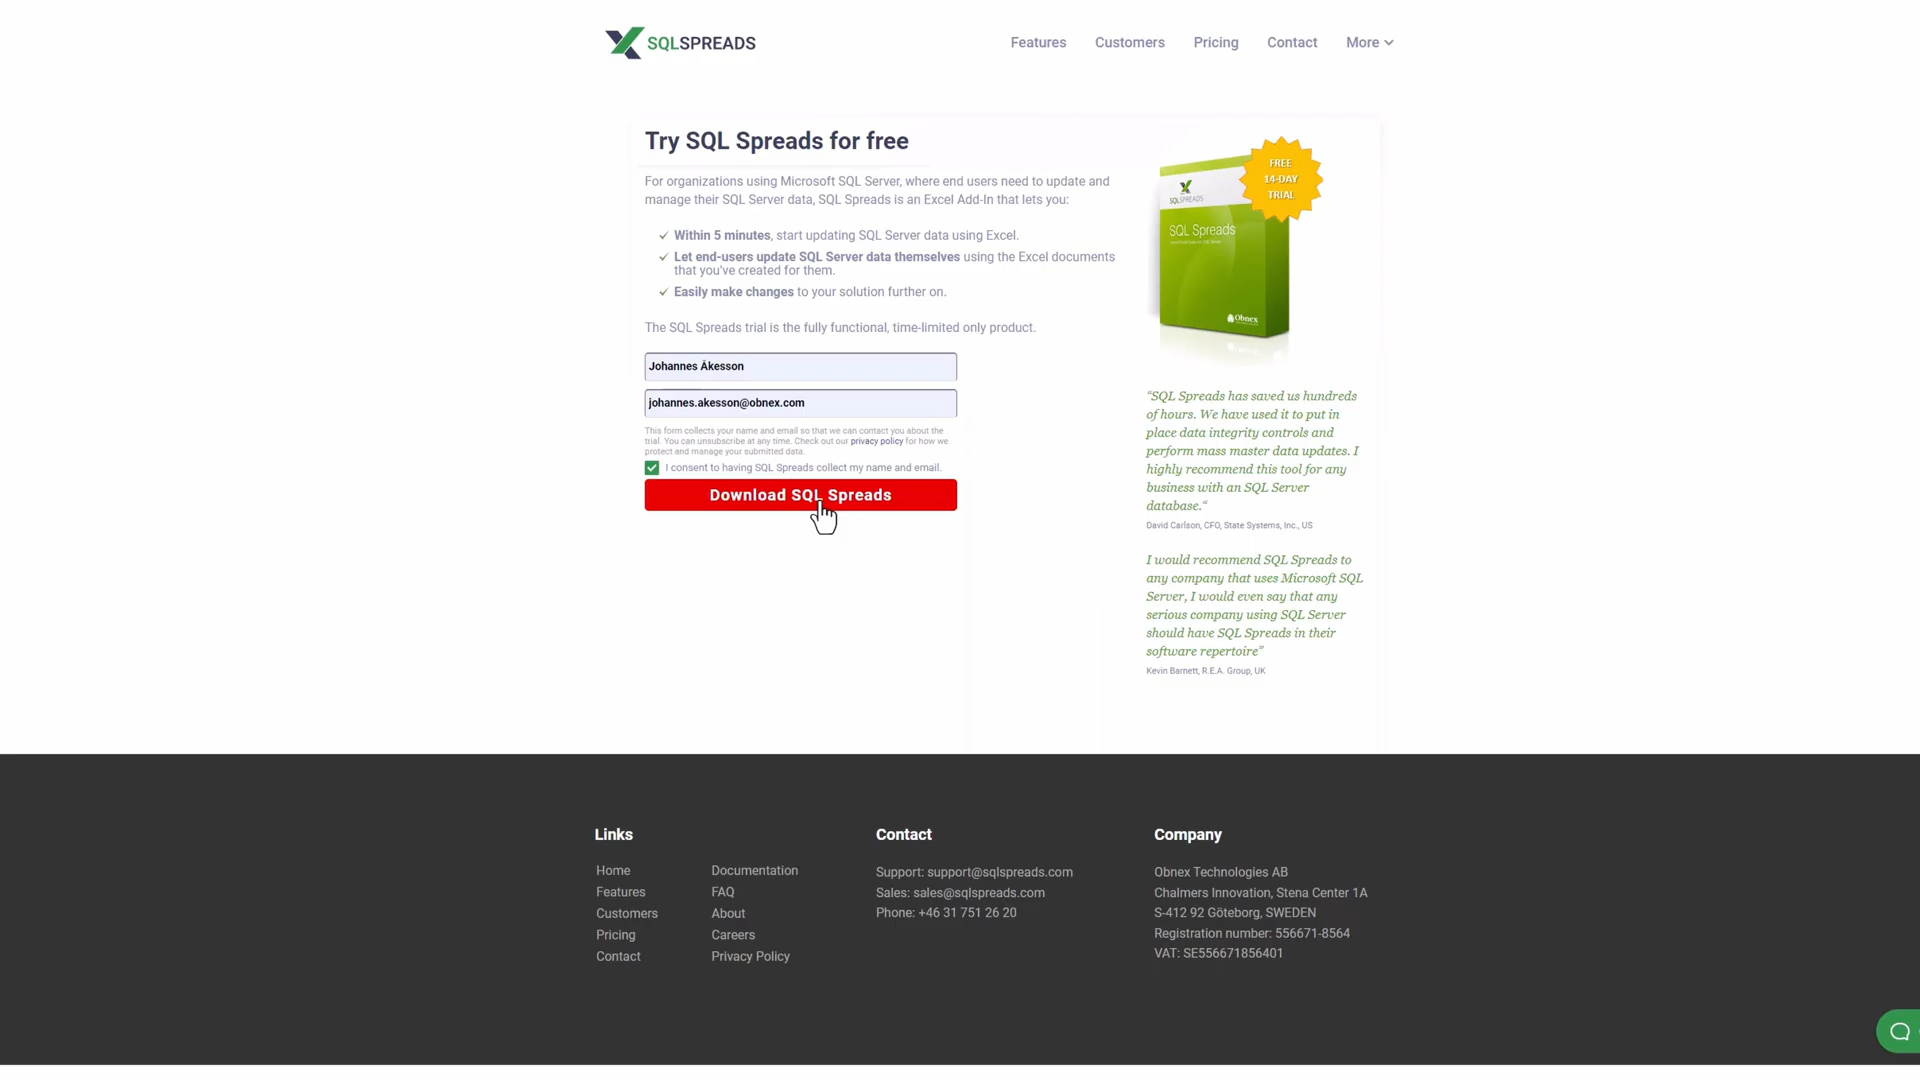 SQLSPREADS
Features
Customers
Pricing
Contact
More
Try SQL Spreads for free
For organizations using Microsoft SQL Server, where end users need to update and
manage their SQL Server data, SQL Spreads is an Excel Add-In that lets you:
Within 5 minutes, start updating SQL Server data using Excel.
Let end-users update SQL Server data themselves using the Excel documents
that you've created for them.
Easily make changes to your solution further on.
The SQL Spreads trial is the fully functional, time-limited only product.
Johannes Åkesson
johannes.akesson@obnex.com
This form collects your name and email so that we can contact you about the
trial. You can unsubscribe at any time. Check out our privacy policy for how we
protect and manage your submitted data.
I consent to having SQL Spreads collect my name and email.
Download SQL Spreads
FREE
14-DAY
TRIAL
SQLSPREADS
SQL Spreads
Obnex
“SQL Spreads has saved us hundreds
of hours. We have used it to put in
place data integrity controls and
perform mass master data updates. I
highly recommend this tool for any
business with an SQL Server
database.“
David Carlson, CFO, State Systems, Inc., US
I would recommend SQL Spreads to
any company that uses Microsoft SQL
Server, I would even say that any
serious company using SQL Server
should have SQL Spreads in their
software repertoire”
Kevin Barnett, R.E.A. Group, UK
Links
Home
Features
Customers
Pricing
Contact
Documentation
FAQ
About
Careers
Privacy Policy
Contact
Support: support@sqlspreads.com
Sales: sales@sqlspreads.com
Phone: +46 31 751 26 20
Company
Obnex Technologies AB
Chalmers Innovation, Stena Center 1A
S-412 92 Göteborg, SWEDEN
Registration number: 556671-8564
VAT: SE556671856401